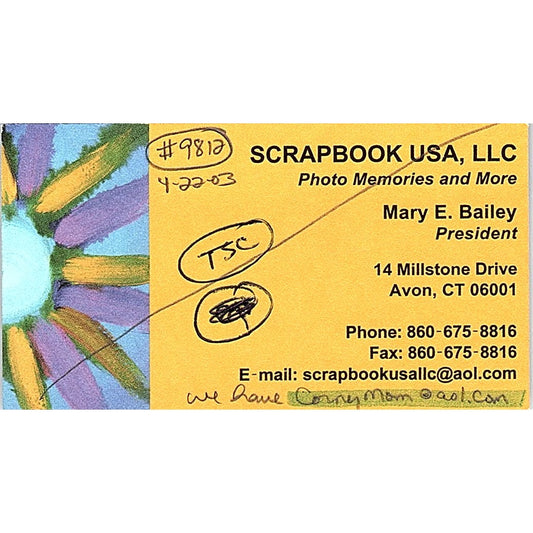 #9812
4-22-03
TSC
SCRAPBOOK USA, LLC
Photo Memories and More
Mary E. Bailey
President
14 Millstone Drive
Avon, CT 06001
Phone: 860-675-8816
Fax: 860-675-8816
E-mail: scrapbookusallc@aol.com
we have CorneyMom@aol.com!